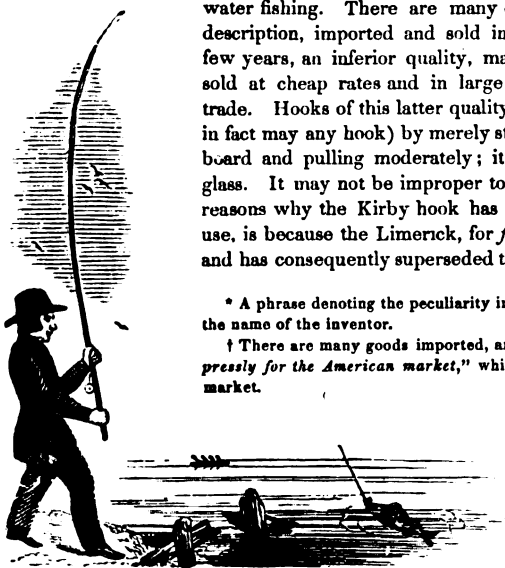 water fishing. There are many
description, imported and sold in
few years, an inferior quality, ma
sold at cheap rates and in large
trade. Hooks of this latter quality
in fact may any hook) by merely st
board and pulling moderately; it
glass. It may not be improper to
reasons why the Kirby hook has
use, is because the Limerick, for f
and has consequently superseded t
* A phrase denoting the peculiarity in
the name of the inventor.
† There are many goods imported, a
pressly for the American market," whi
market.